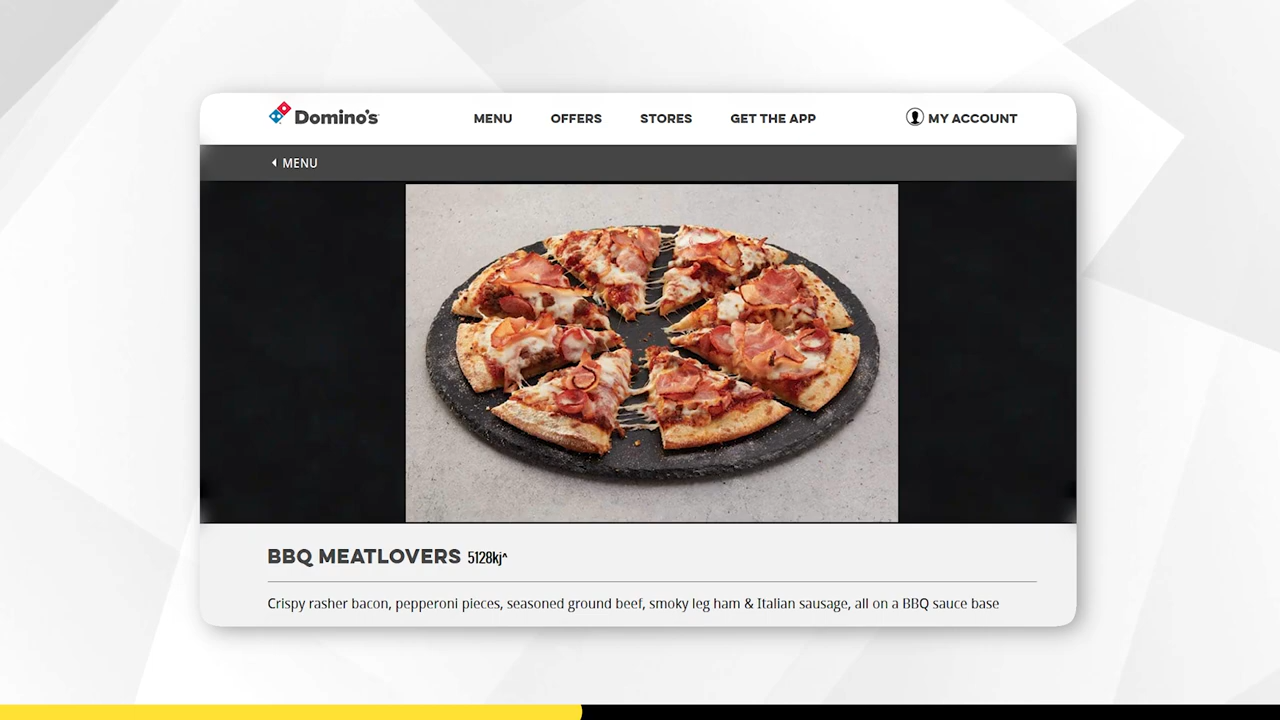 Domino's MENU OFFERS STORES GET THE APP MY ACCOUNT
MENU
BBQ MEATLOVERS 5128kj^
Crispy rasher bacon, pepperoni pieces, seasoned ground beef, smoky leg ham & Italian sausage, all on a BBQ sauce base